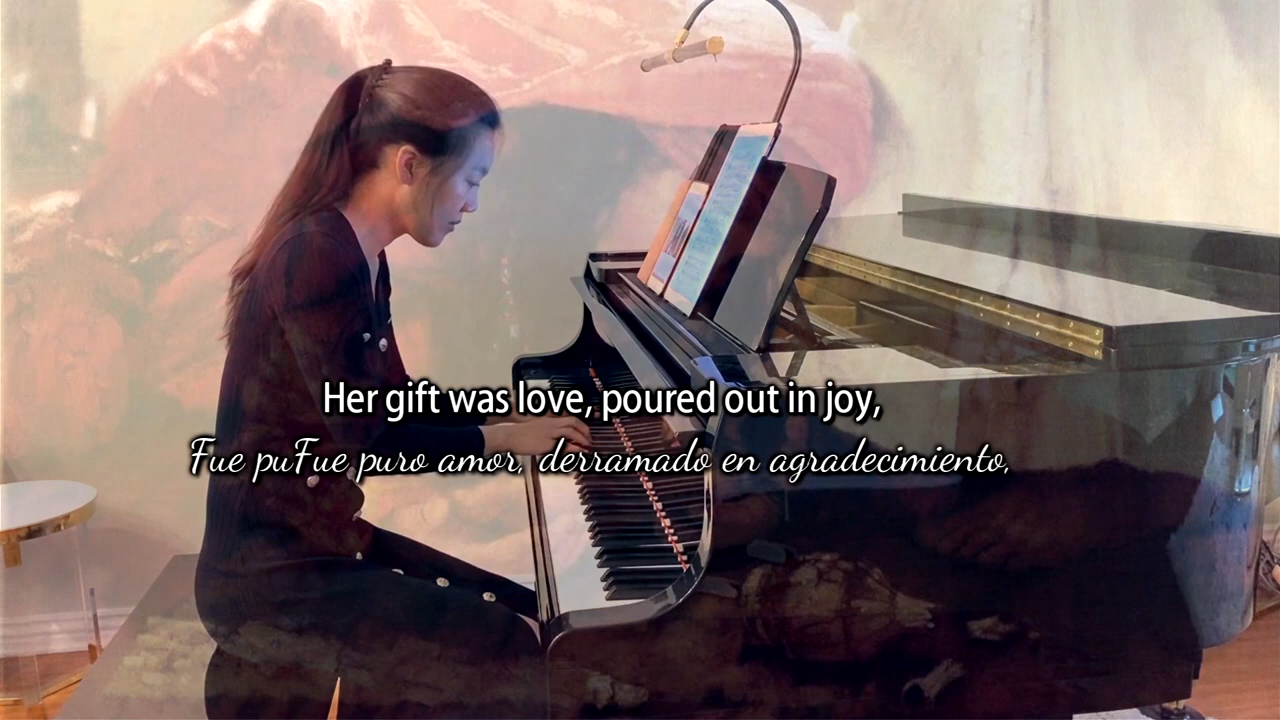 Her gift was love, poured out in joy,
Fue puFue puro amor, derramado en agradecimiento,